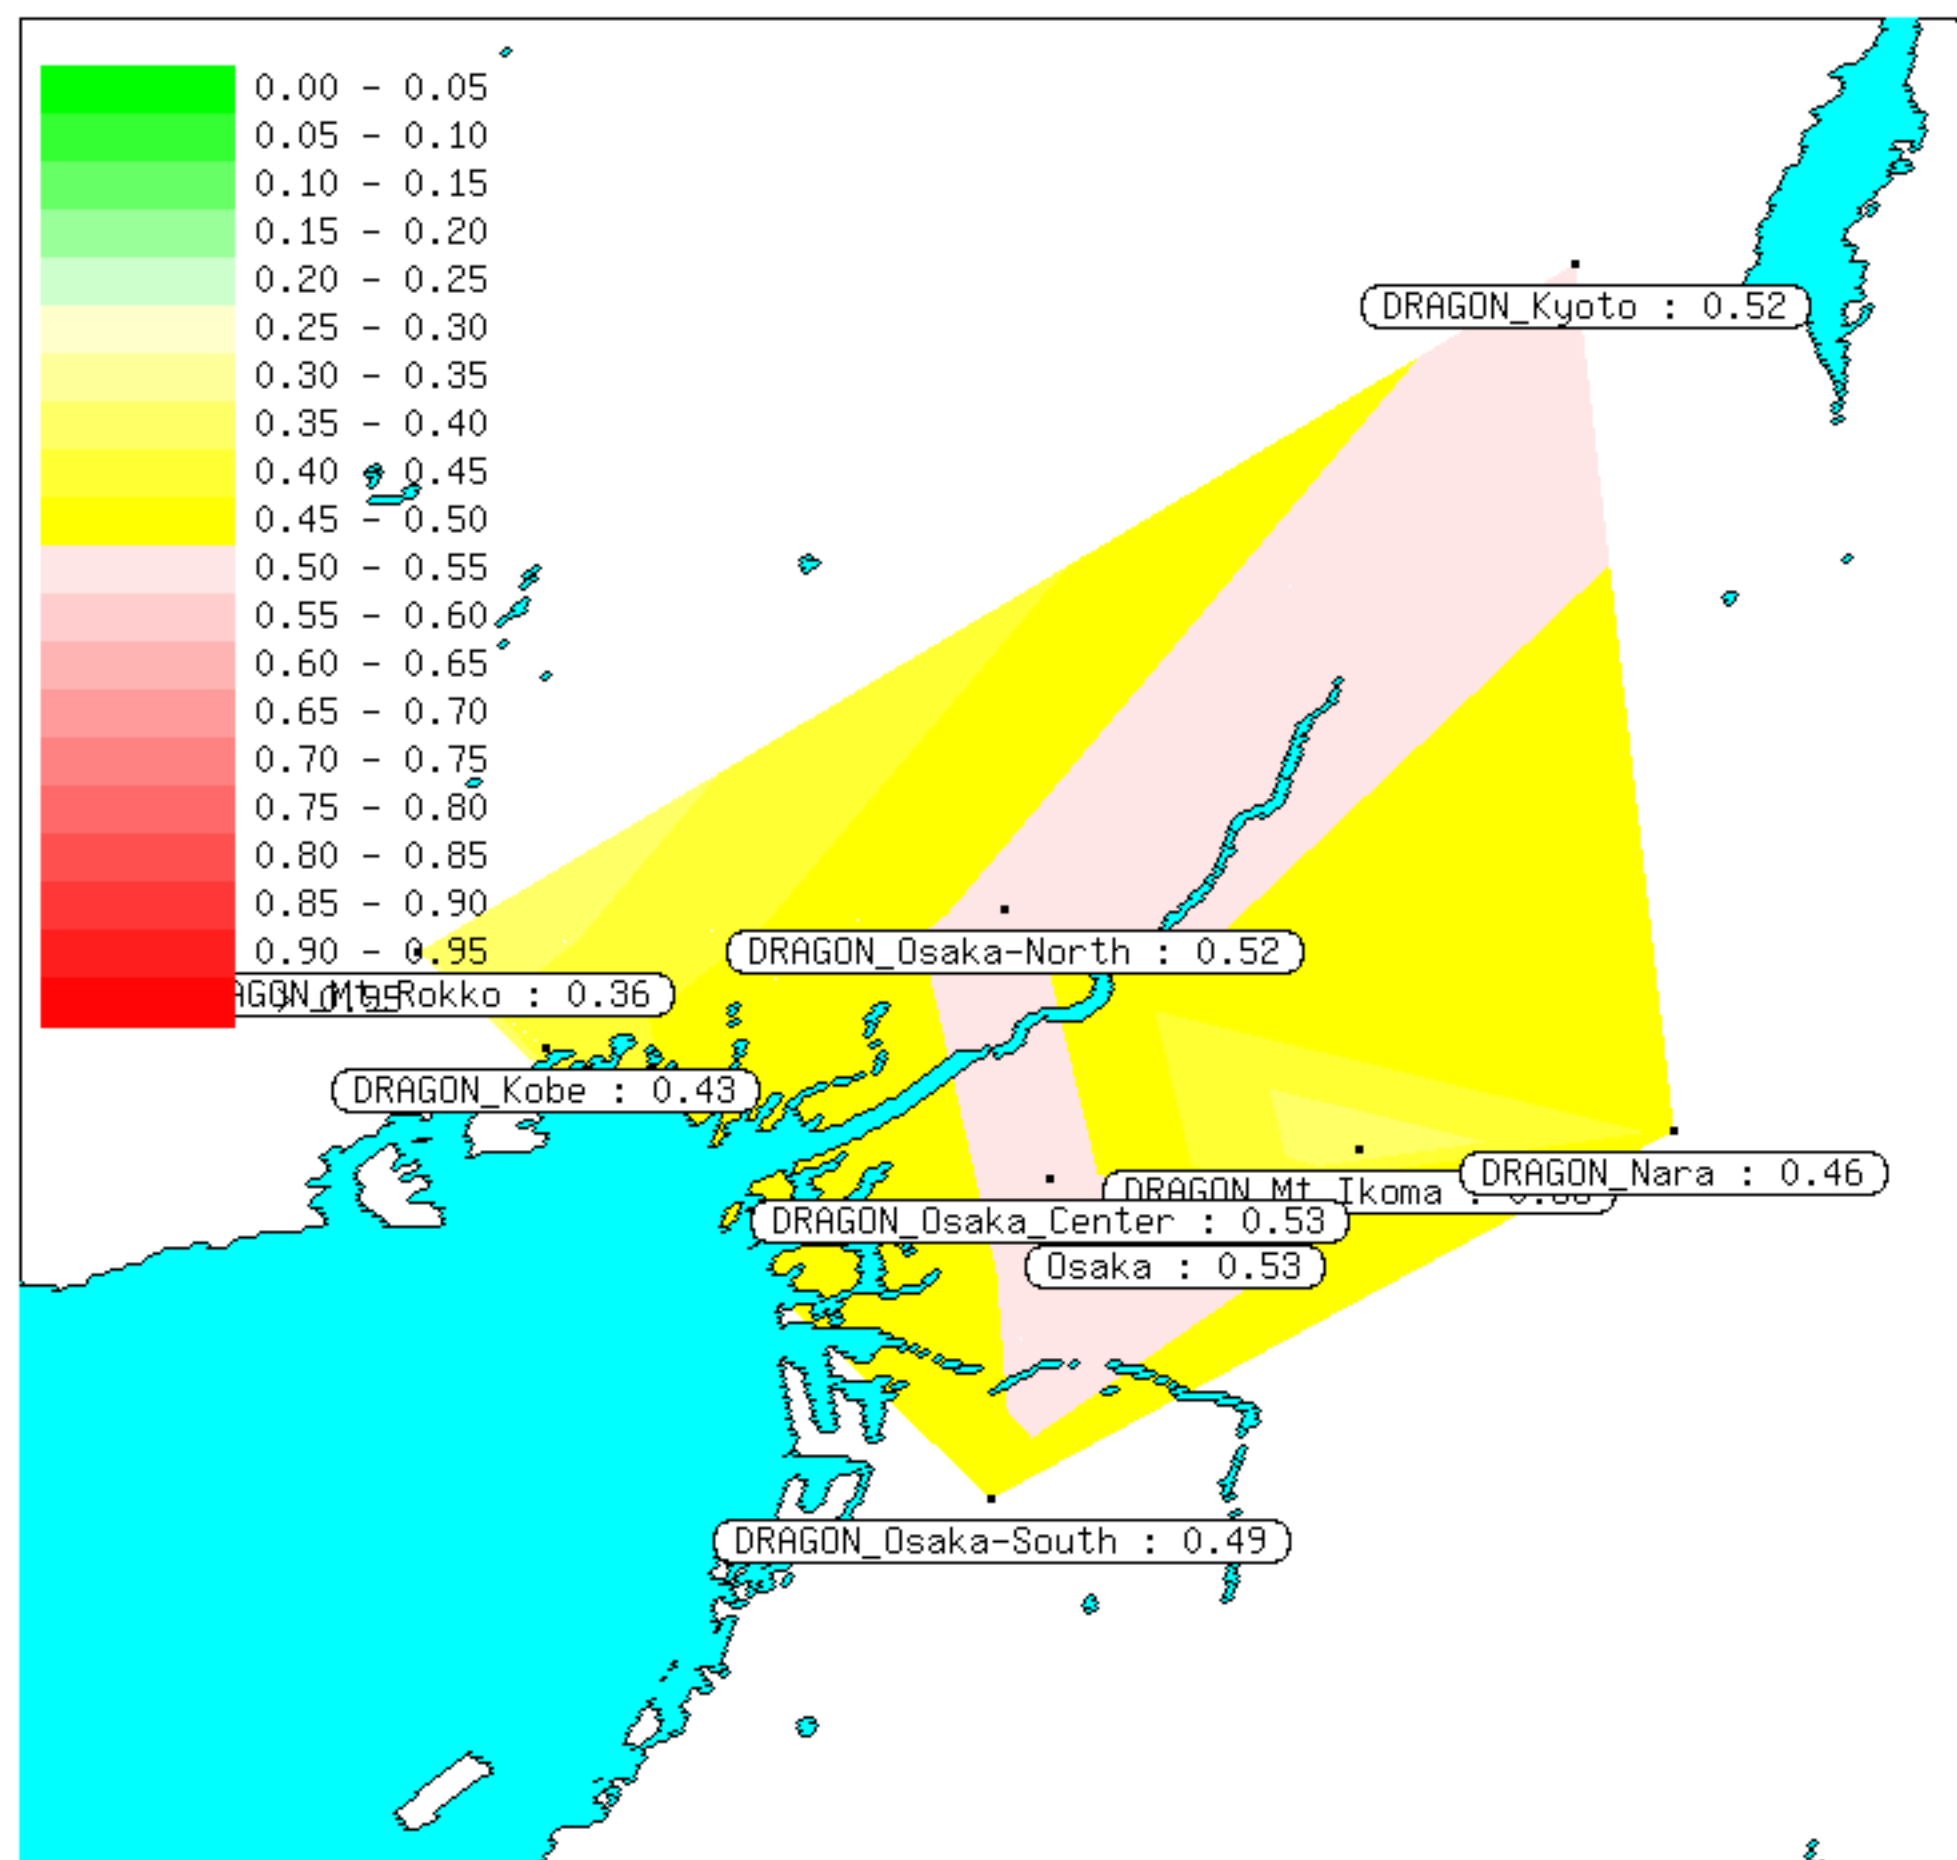 0.00 - 0.05
0.05 - 0.10
0.10 - 0.15
0.15 - 0.20
0.20 - 0.25
0.25 - 0.30
0.30 - 0.35
0.35 - 0.40
0.40 - 0.45
0.45 - 0.50
0.50 - 0.55
0.55 - 0.60
0.60 - 0.65
0.65 - 0.70
0.70 - 0.75
0.75 - 0.80
0.80 - 0.85
0.85 - 0.90
0.90 - 0.95
DRAGON_Kyoto : 0.52
DRAGON_Osaka-North : 0.52
Rokko : 0.36
DRAGON_Kobe : 0.43
DRAGON_Nara : 0.46
DRAGON_Mt_Ikoma :
DRAGON_Osaka_Center : 0.53
Osaka : 0.53
DRAGON_Osaka-South : 0.49